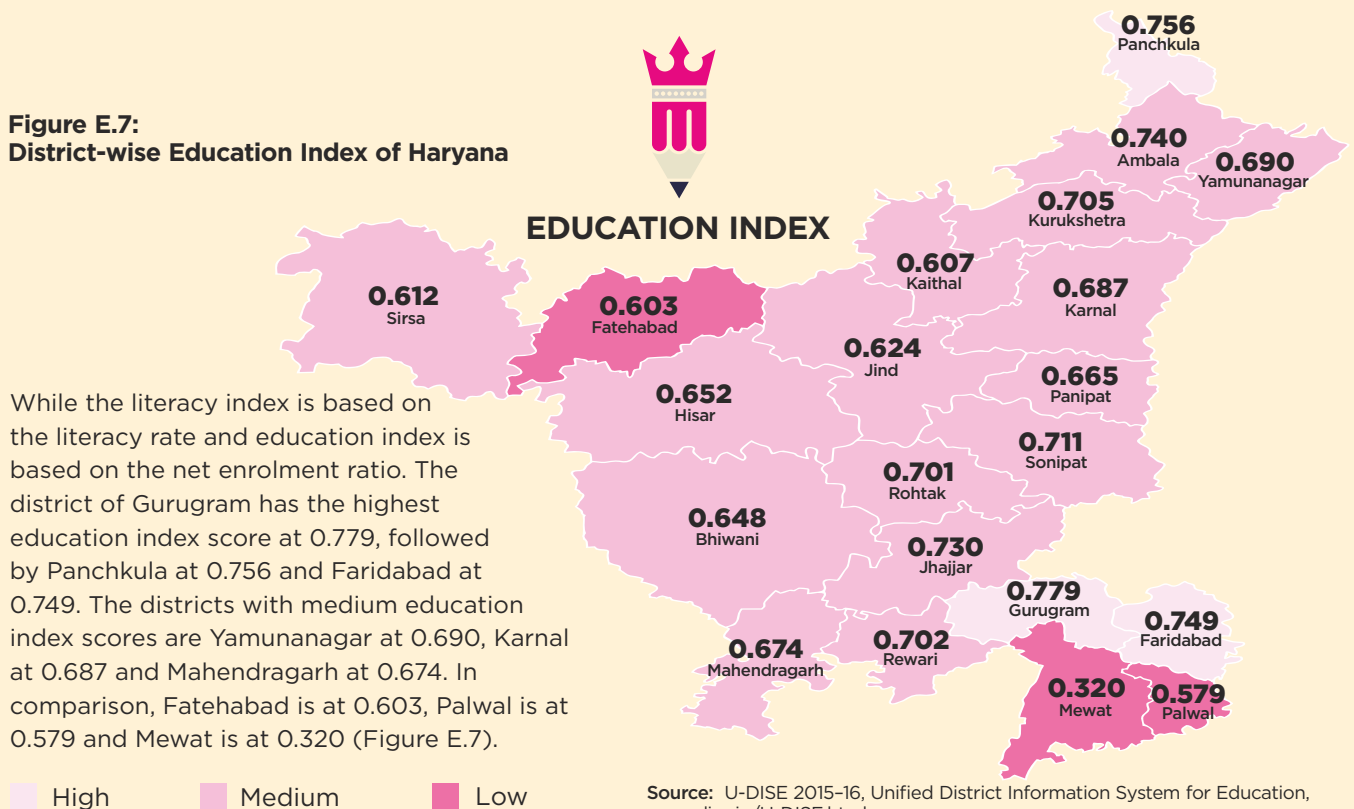 Figure E.7:
District-wise Education Index of Haryana
EDUCATION INDEX
0.756
Panchkula
0.740
Ambala
0.690
Yamunanagar
0.705
Kurukshetra
0.607
Kaithal
0.687
Karnal
0.612
Sirsa
0.603
Fatehabad
0.624
Jind
0.665
Panipat
0.652
Hisar
0.711
Sonipat
0.701
Rohtak
0.648
Bhiwani
0.730
Jhajjar
0.779
Gurugram
0.749
Faridabad
0.702
Rewari
0.674
Mahendragarh
0.320
Mewat
0.579
Palwal
While the literacy index is based on
the literacy rate and education index is
based on the net enrolment ratio. The
district of Gurugram has the highest
education index score at 0.779, followed
by Panchkula at 0.756 and Faridabad at
0.749. The districts with medium education
index scores are Yamunanagar at 0.690, Karnal
at 0.687 and Mahendragarh at 0.674. In
comparison, Fatehabad is at 0.603, Palwal is at
0.579 and Mewat is at 0.320 (Figure E.7).
High
Medium
Low
Source: U-DISE 2015–16, Unified District Information System for Education,